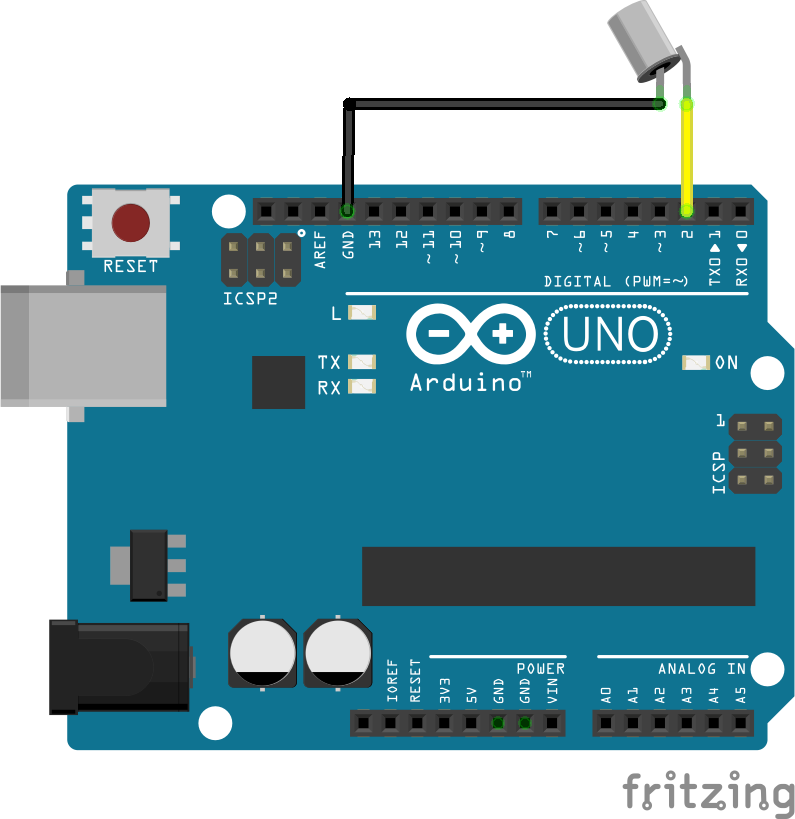 RESET
ICSP2
AREF
GND
13
12
~11
~10
~9
8
7
~6
~5
4
~3
2
TX0▶1
RX0◀0
DIGITAL (PWM=~)
L
TX
RX
UNO
Arduino™
ON
1
ICSP
IOREF
RESET
3V3
5V
GND
GND
VIN
POWER
A0
A1
A2
A3
A4
A5
ANALOG IN
fritzing